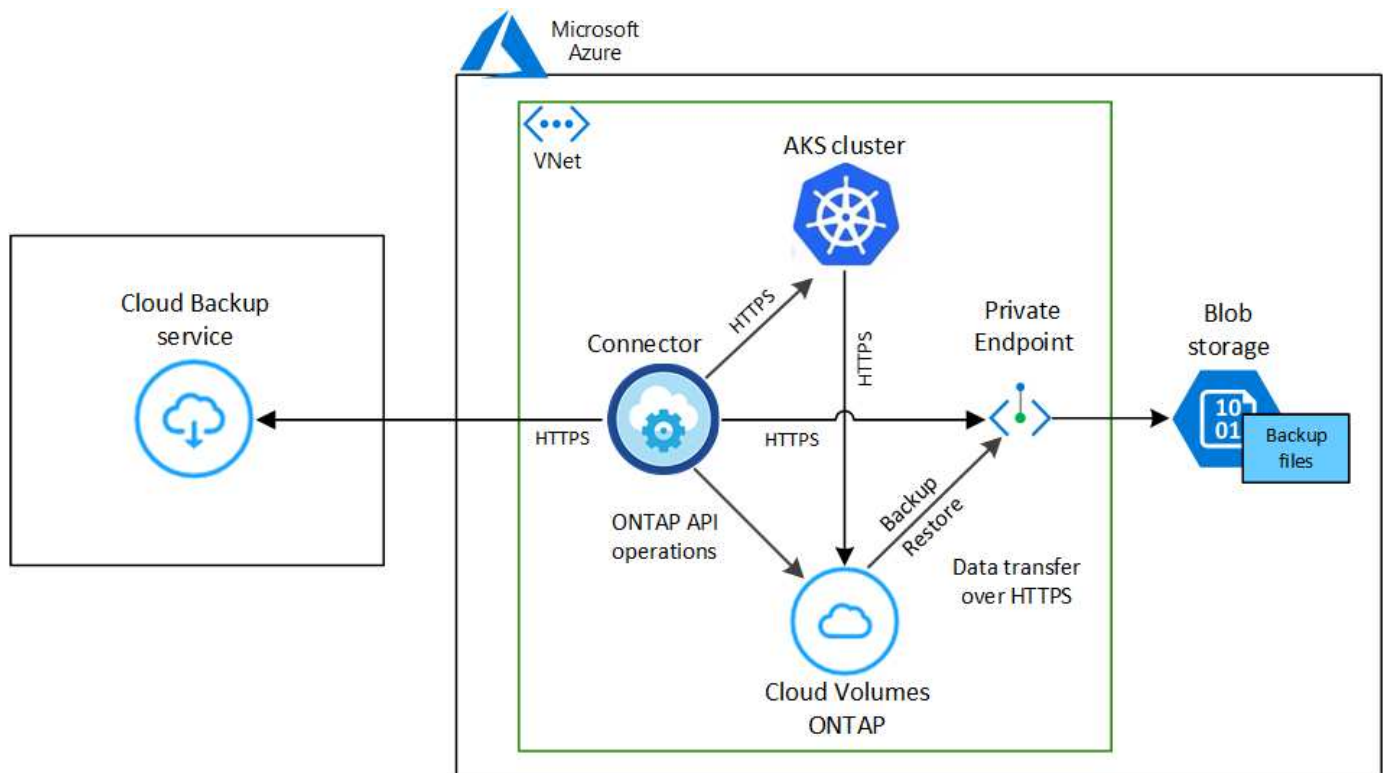 Microsoft
Azure
VNet
AKS cluster
Cloud Backup
service
Connector
HTTPS
HTTPS
Private
Endpoint
Blob
storage
10
01
Backup
files
HTTPS
HTTPS
ONTAP API
operations
Backup
Restore
Data transfer
over HTTPS
Cloud Volumes
ONTAP